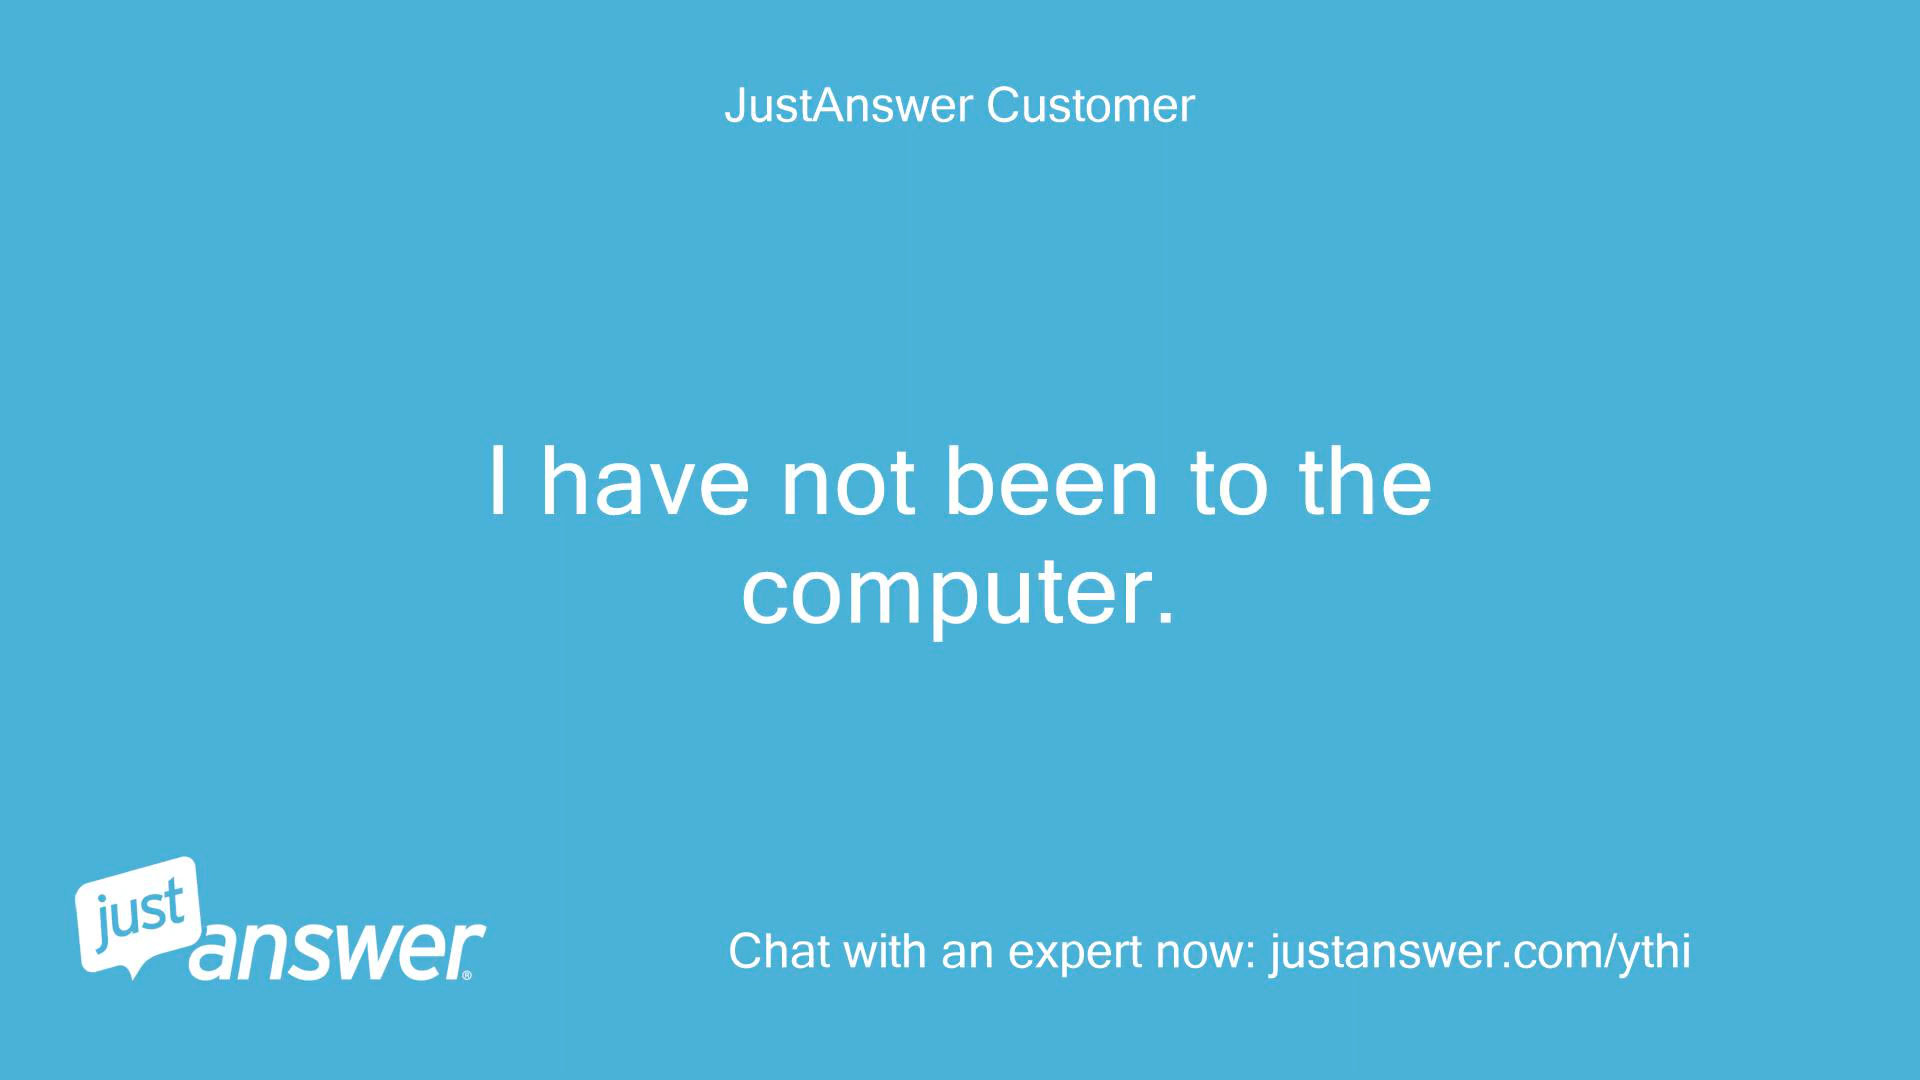 JustAnswer Customer
I have not been to the
computer.
just
answer®
Chat with an expert now: justanswer.com/ythi